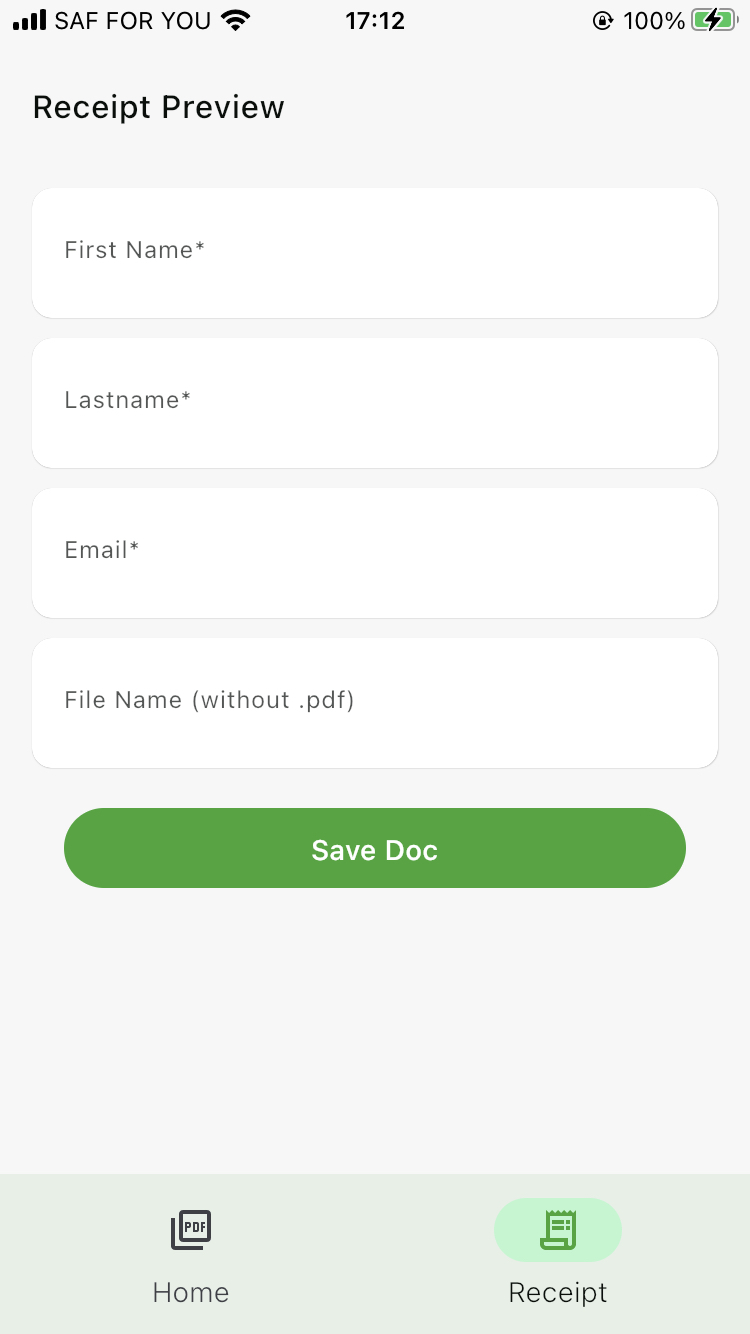 SAF FOR YOU 17:12 100%
Receipt Preview
First Name*
Lastname*
Email*
File Name (without .pdf)
Save Doc
PDF
Home Receipt